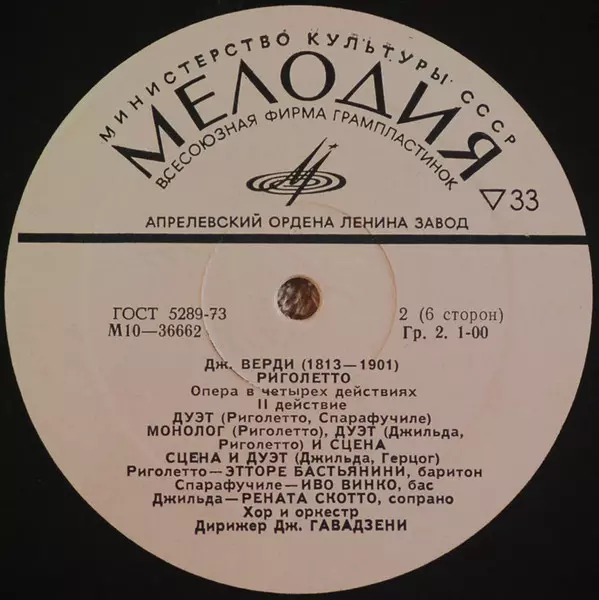 МИНИСТЕРСТВО КУЛЬТУРЫ СССР
МЕЛОДИЯ
ВСЕСОЮЗНАЯ ФИРМА ГРАМПЛАСТИНОК
▽33
АПРЕЛЕВСКИЙ ОРДЕНА ЛЕНИНА ЗАВОД
ГОСТ 5289-73
М10—36662
2 (6 сторон)
Гр. 2. 1-00
Дж. ВЕРДИ (1813—1901)
РИГОЛЕТТО
Опера в четырех действиях
II действие
ДУЭТ (Риголетто, Спарафучиле)
МОНОЛОГ (Риголетто), ДУЭТ (Джильда,
Риголетто) И СЦЕНА
СЦЕНА И ДУЭТ (Джильда, Герцог)
Риголетто—ЭТТОРЕ БАСТЬЯНИНИ, баритон
Спарафучиле—ИВО ВИНКО, бас
Джильда—РЕНАТА СКОТТО, сопрано
Хор и оркестр
Дирижер Дж. ГАВАДЗЕНИ